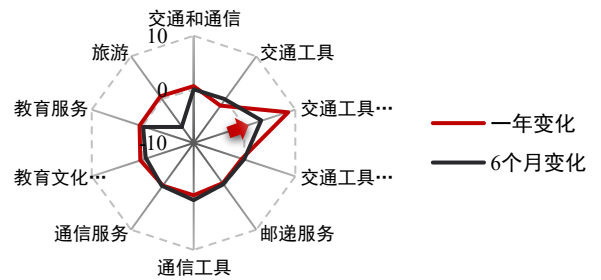 10
交通和通信
旅游
交通工具
0
教育服务
交通工具…
一年变化
-10
6个月变化
教育文化…
交通工具…
通信服务
邮递服务
通信工具